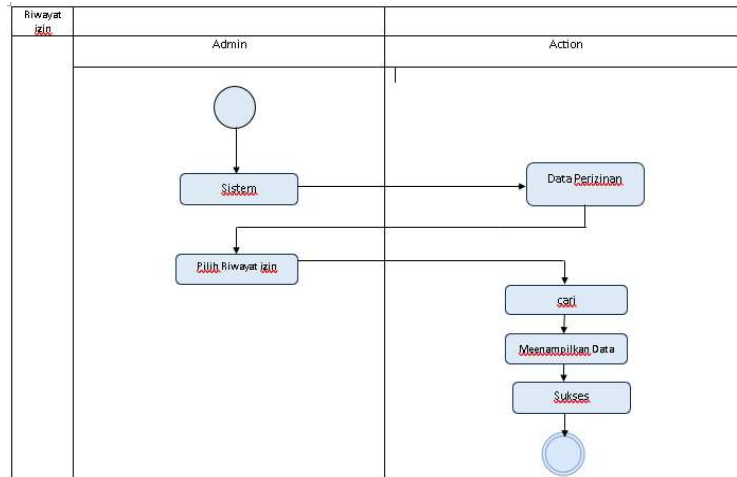 Riwayat
izin
Admin
Action
Sistem
Data Perizinan
Pilih Riwayat izin
cari
Meenampilkan Data
Sukses